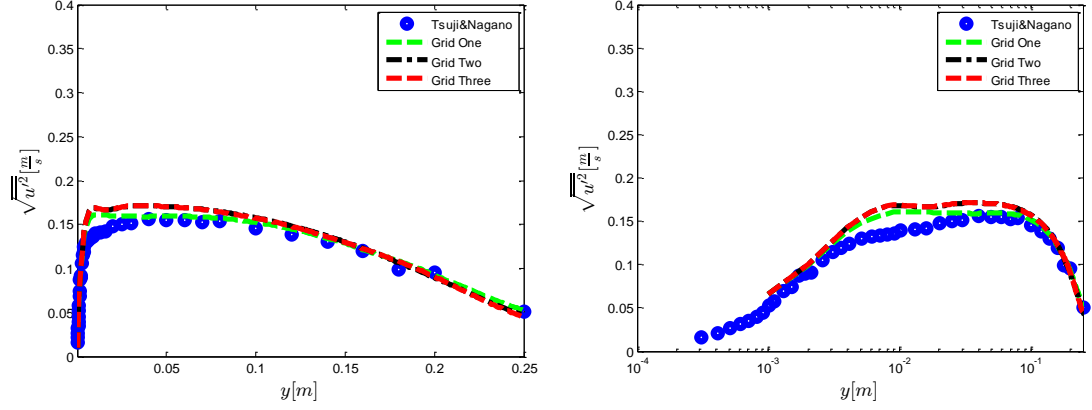 0.4
0.35
0.3
0.25
0.2
0.15
0.1
0.05
0
0.05
0.1
0.15
0.2
0.25
√u′² [m/s]
y[m]
Tsuji&Nagano
Grid One
Grid Two
Grid Three
0.4
0.35
0.3
0.25
0.2
0.15
0.1
0.05
0
10⁻⁴
10⁻³
10⁻²
10⁻¹
√u′² [m/s]
y[m]
Tsuji&Nagano
Grid One
Grid Two
Grid Three